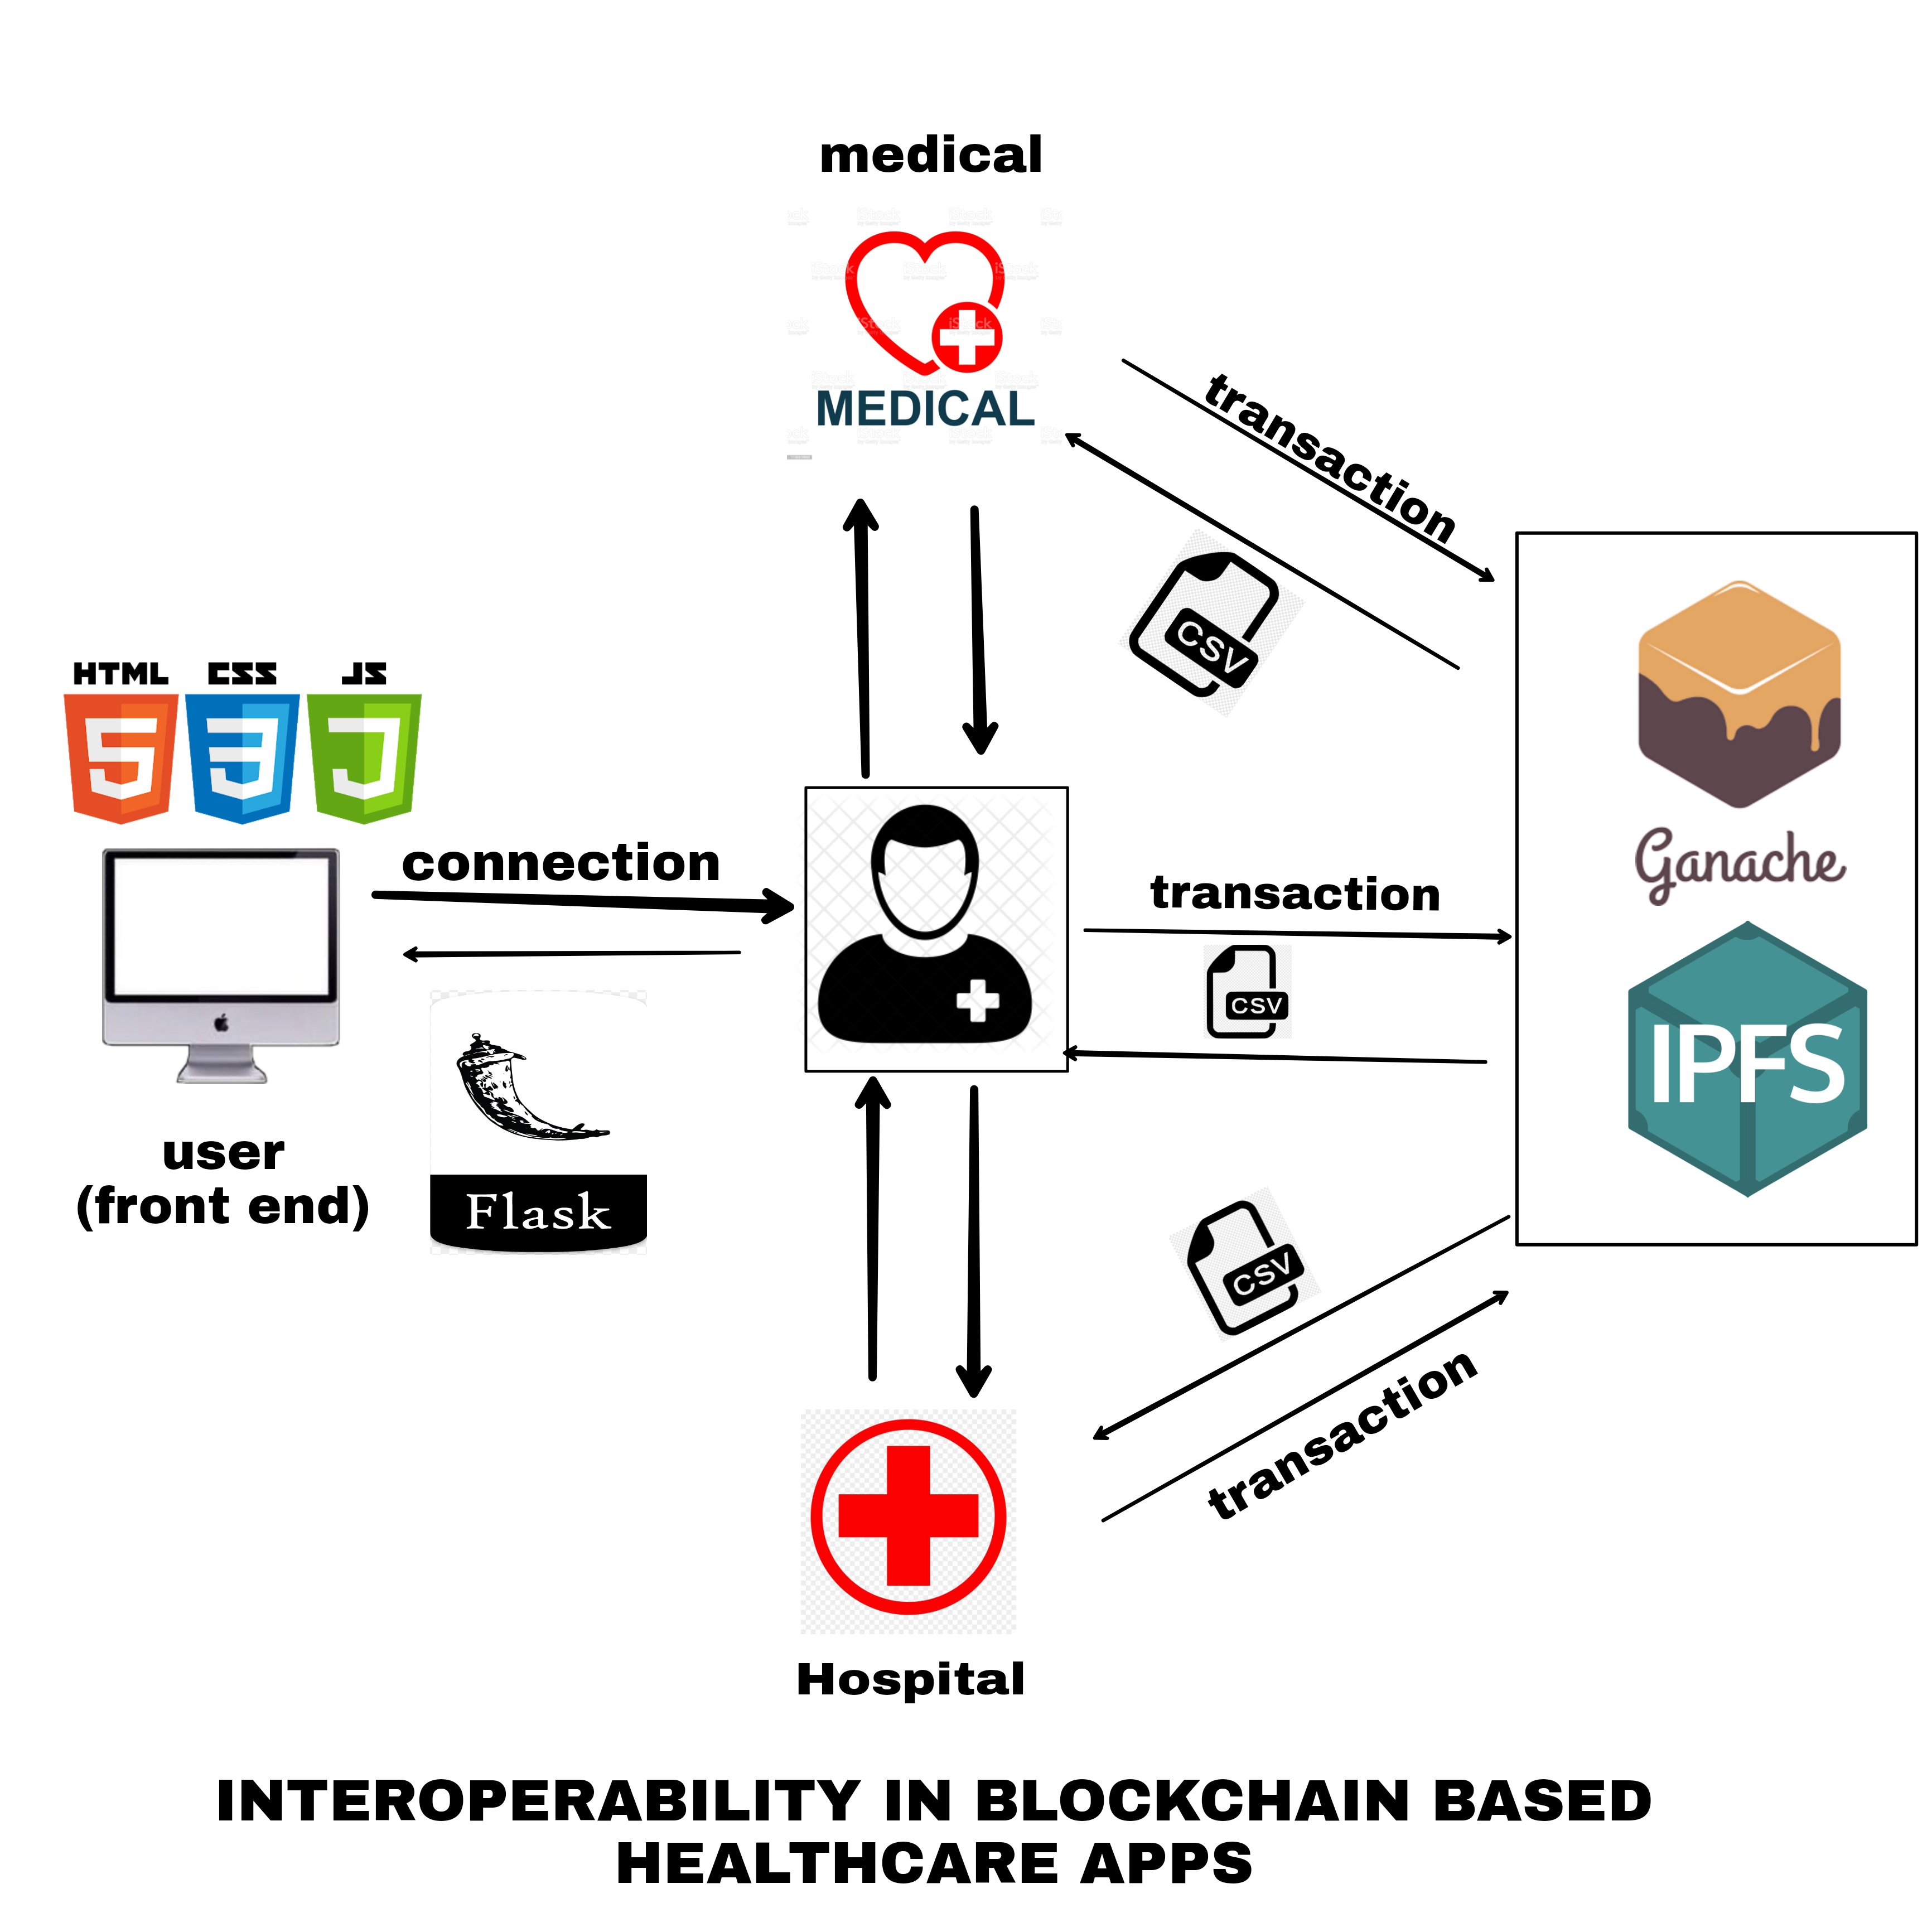 medical
iStock
MEDICAL
transaction
CSV
HTML
CSS
JS
connection
transaction
CSV
Ganache
IPFS
user
(front end)
Flask
CSV
transaction
Hospital
INTEROPERABILITY IN BLOCKCHAIN BASED
HEALTHCARE APPS